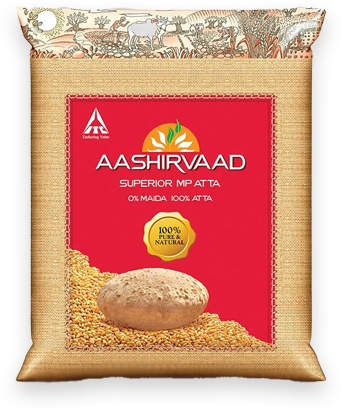 ITC
Enduring Value
AASHIRVAAD
SUPERIOR MP ATTA
0% MAIDA 100% ATTA
100%
PURE &
NATURAL